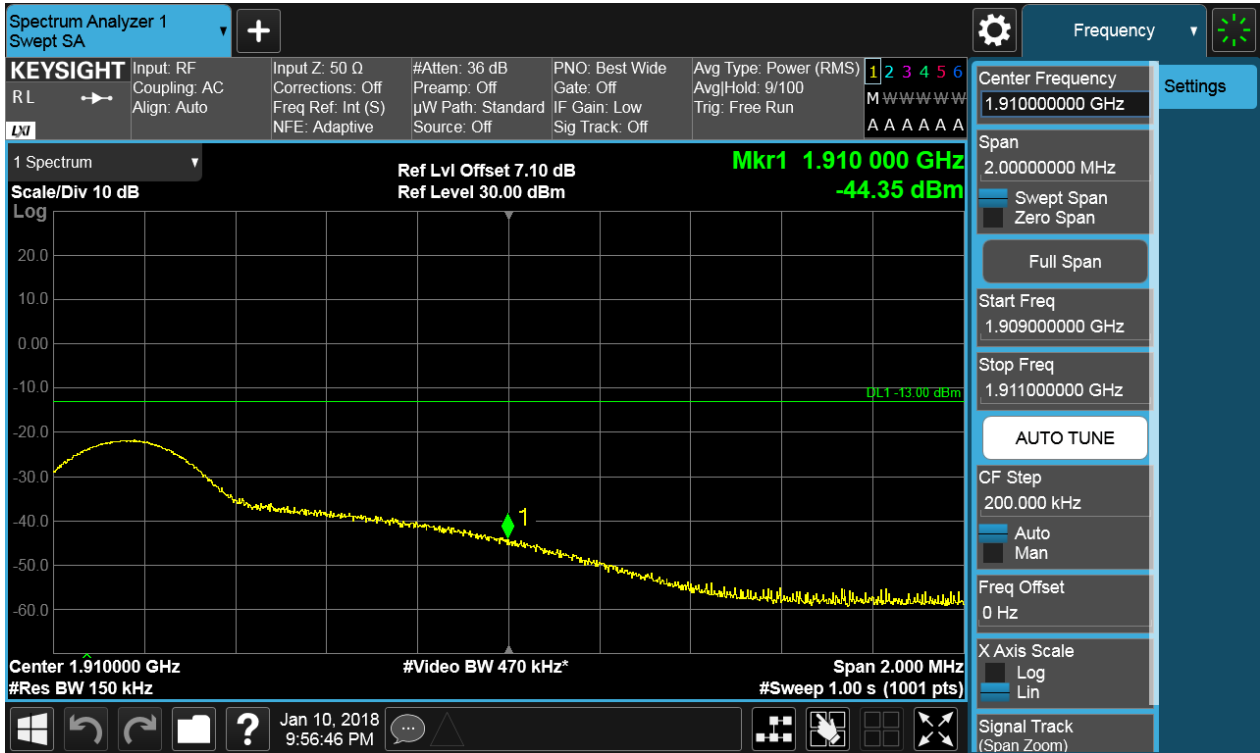 Spectrum Analyzer 1
Swept SA
+
Frequency
KEYSIGHT
RL
LXI
Input: RF
Coupling: AC
Align: Auto
Input Z: 50 Ω
Corrections: Off
Freq Ref: Int (S)
NFE: Adaptive
#Atten: 36 dB
Preamp: Off
µW Path: Standard
Source: Off
PNO: Best Wide
Gate: Off
IF Gain: Low
Sig Track: Off
Avg Type: Power (RMS)
Avg|Hold: 9/100
Trig: Free Run
1 2 3 4 5 6
M W W W W W
A A A A A A
1 Spectrum
Scale/Div 10 dB
Log
Ref Lvl Offset 7.10 dB
Ref Level 30.00 dBm
Mkr1 1.910 000 GHz
-44.35 dBm
20.0
10.0
0.00
-10.0
-20.0
-30.0
-40.0
-50.0
-60.0
DL1 -13.00 dBm
1
Center 1.910000 GHz
#Res BW 150 kHz
#Video BW 470 kHz*
Span 2.000 MHz
#Sweep 1.00 s (1001 pts)
Center Frequency
1.910000000 GHz
Settings
Span
2.00000000 MHz
Swept Span
Zero Span
Full Span
Start Freq
1.909000000 GHz
Stop Freq
1.911000000 GHz
AUTO TUNE
CF Step
200.000 kHz
Auto
Man
Freq Offset
0 Hz
X Axis Scale
Log
Lin
Signal Track
(Span Zoom)
?
Jan 10, 2018
9:56:46 PM